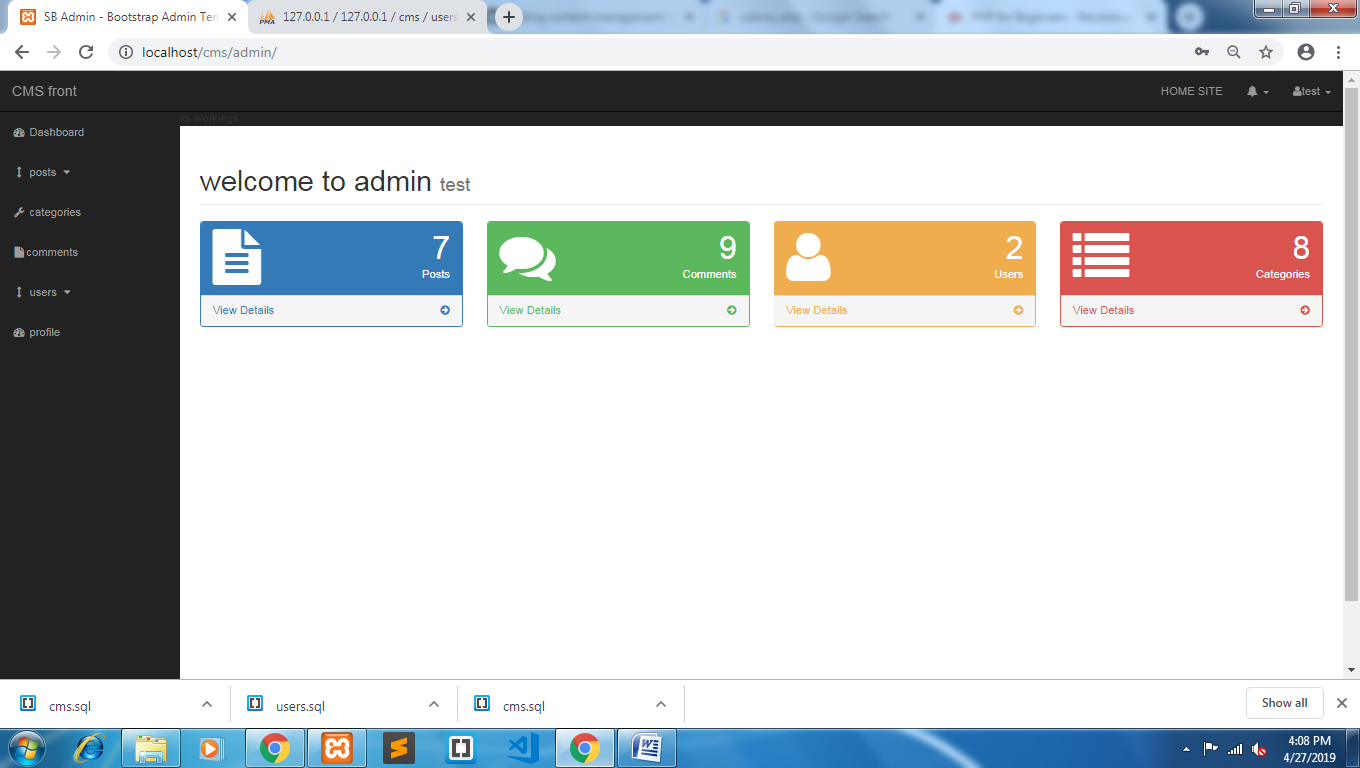 SB Admin - Bootstrap Admin Ten
127.0.0.1 / 127.0.0.1 / cms / users
localhost/cms/admin/
CMS front
HOME SITE
test
Its workings
Dashboard
posts
categories
comments
users
profile
welcome to admin test
7
Posts
View Details
9
Comments
View Details
2
Users
View Details
8
Categories
View Details
cms.sql
users.sql
cms.sql
Show all
4:08 PM
4/27/2019